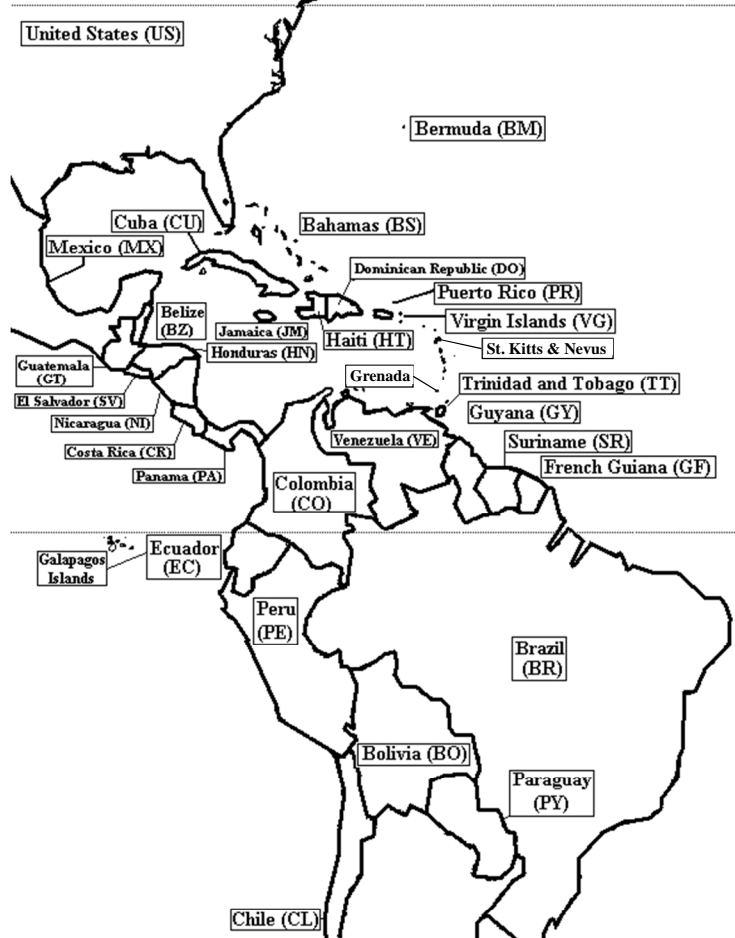 United States (US)
Bermuda (BM)
Cuba (CU)
Bahamas (BS)
Mexico (MX)
Dominican Republic (DO)
Puerto Rico (PR)
Belize
(BZ)
Jamaica (JM)
Haiti (HT)
Virgin Islands (VG)
Honduras (HN)
St. Kitts & Nevus
Guatemala
(GT)
Grenada
Trinidad and Tobago (TT)
El Salvador (SV)
Guyana (GY)
Nicaragua (NI)
Venezuela (VE)
Suriname (SR)
Costa Rica (CR)
French Guiana (GF)
Panama (PA)
Colombia
(CO)
Galapagos
Islands
Ecuador
(EC)
Peru
(PE)
Brazil
(BR)
Bolivia (BO)
Paraguay
(PY)
Chile (CL)